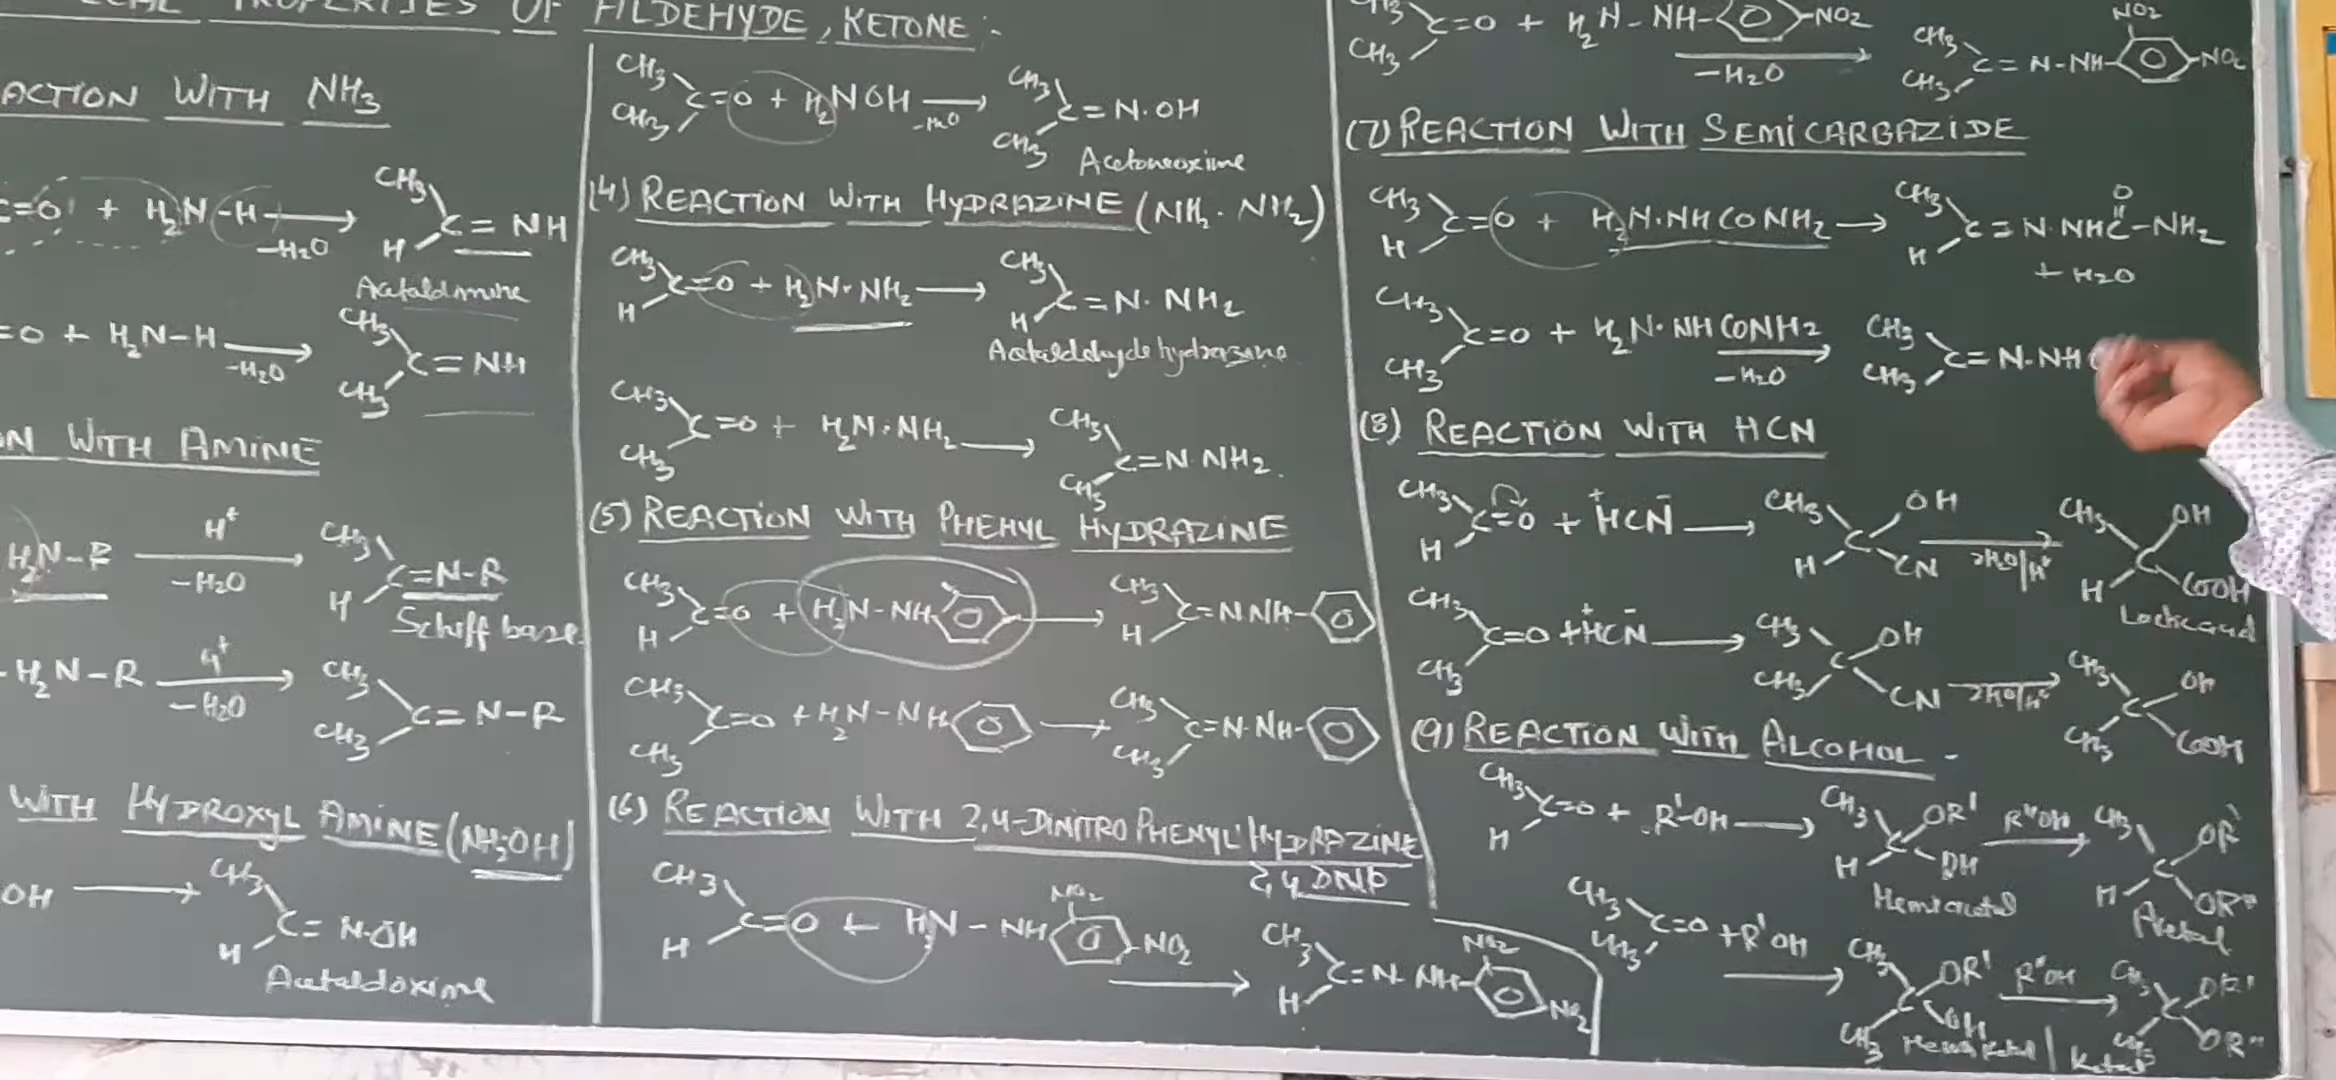 PROPERTIES OF ALDEHYDE, KETONE :-
ACTION WITH NH3
C=O + H2N-H → -H2O CH3 H C=NH
Acetaldimine
=O + H2N-H → -H2O CH3 CH3 C=NH
N WITH AMINE
H2N-R H+ → -H2O CH3 H C=N-R
Schiff base
-H2N-R H+ → -H2O CH3 CH3 C=N-R
WITH HYDROXYL AMINE (NH2OH)
OH → CH3 H C=N·OH
Acetaldoxime
CH3 CH3 C=O + H2NOH → -H2O CH3 CH3 C=N·OH
Acetoneoxime
(4) REACTION WITH HYDRAZINE (NH2·NH2)
CH3 H C=O + H2N·NH2 → CH3 H C=N·NH2
Acetaldehyde hydrazone
CH3 CH3 C=O + H2N·NH2 → CH3 CH3 C=N·NH2.
(5) REACTION WITH PHEHYL HYDRAZINE
CH3 H C=O + H2N-NH- → CH3 H C=N NH-
CH3 CH3 C=O + H2N-NH → CH3 CH3 C=N·NH-
(6) REACTION WITH 2,4-DINITRO PHENYL HYDRAZINE
2,4 DNP
CH3 H C=O + H2N-NH NO2 -NO2 → CH3 H C=N-NH- NO2 NO2
CH3 CH3 C=O + H2N-NH- -NO2 → -H2O CH3 CH3 C=N-NH- NO2 -NO2
(7) REACTION WITH SEMICARBAZIDE
CH3 H C=O + H2N·NHCONH2 → CH3 H C=N·NHC-NH2 O
+ H2O
CH3 CH3 C=O + H2N·NHCONH2 → -H2O CH3 CH3 C=N-NH
(8) REACTION WITH HCN
CH3 H C=O + H+CN- → CH3 H C OH CN 2H2O/H+ → CH3 H C OH COOH
Lactic acid
CH3 CH3 C=O + H+CN- → CH3 CH3 C OH CN 2H2O/H+ → CH3 CH3 C OH COOH
(9) REACTION WITH ALCOHOL -
CH3 H C=O + R'-OH → CH3 H C OR' OH R"OH → CH3 H C OR' OR"
Hemiacetal Acetal
CH3 CH3 C=O + R'OH → CH3 CH3 C OR' OH R"OH → CH3 CH3 C OR' OR"
Hemi ketal | Ketal